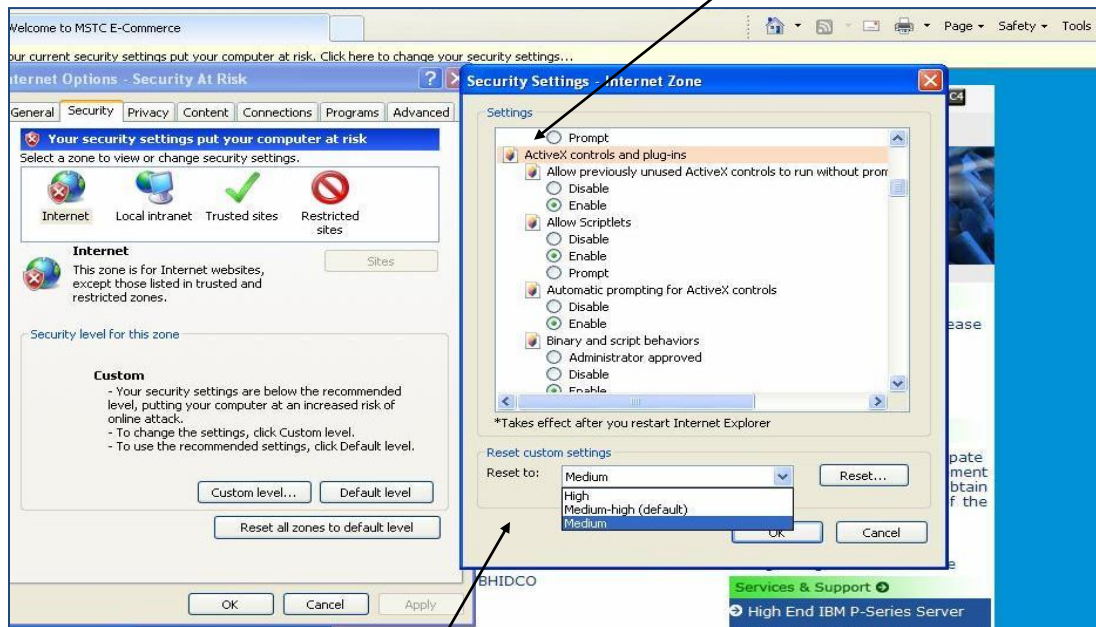 Welcome to MSTC E-Commerce
Page
Safety
Tools
our current security settings put your computer at risk. Click here to change your security settings...
nternet Options - Security At Risk
General Security Privacy Content Connections Programs Advanced
Your security settings put your computer at risk
Select a zone to view or change security settings.
Internet Local intranet Trusted sites Restricted
sites
Internet
This zone is for Internet websites,
except those listed in trusted and
restricted zones.
Sites
Security level for this zone
Custom
- Your security settings are below the recommended
level, putting your computer at an increased risk of
online attack.
- To change the settings, click Custom level.
- To use the recommended settings, click Default level.
Custom level... Default level
Reset all zones to default level
OK Cancel Apply
Security Settings - Internet Zone
Settings
Prompt
ActiveX controls and plug-ins
Allow previously unused ActiveX controls to run without pron
Disable
Enable
Allow Scriptlets
Disable
Enable
Prompt
Automatic prompting for ActiveX controls
Disable
Enable
Binary and script behaviors
Administrator approved
Disable
Enable
*Takes effect after you restart Internet Explorer
Reset custom settings
Reset to: Medium Reset...
High
Medium-high (default)
Medium
OK Cancel
C4
ease
pate
ment
btain
f the
e
BHIDCO
Services & Support
High End IBM P-Series Server